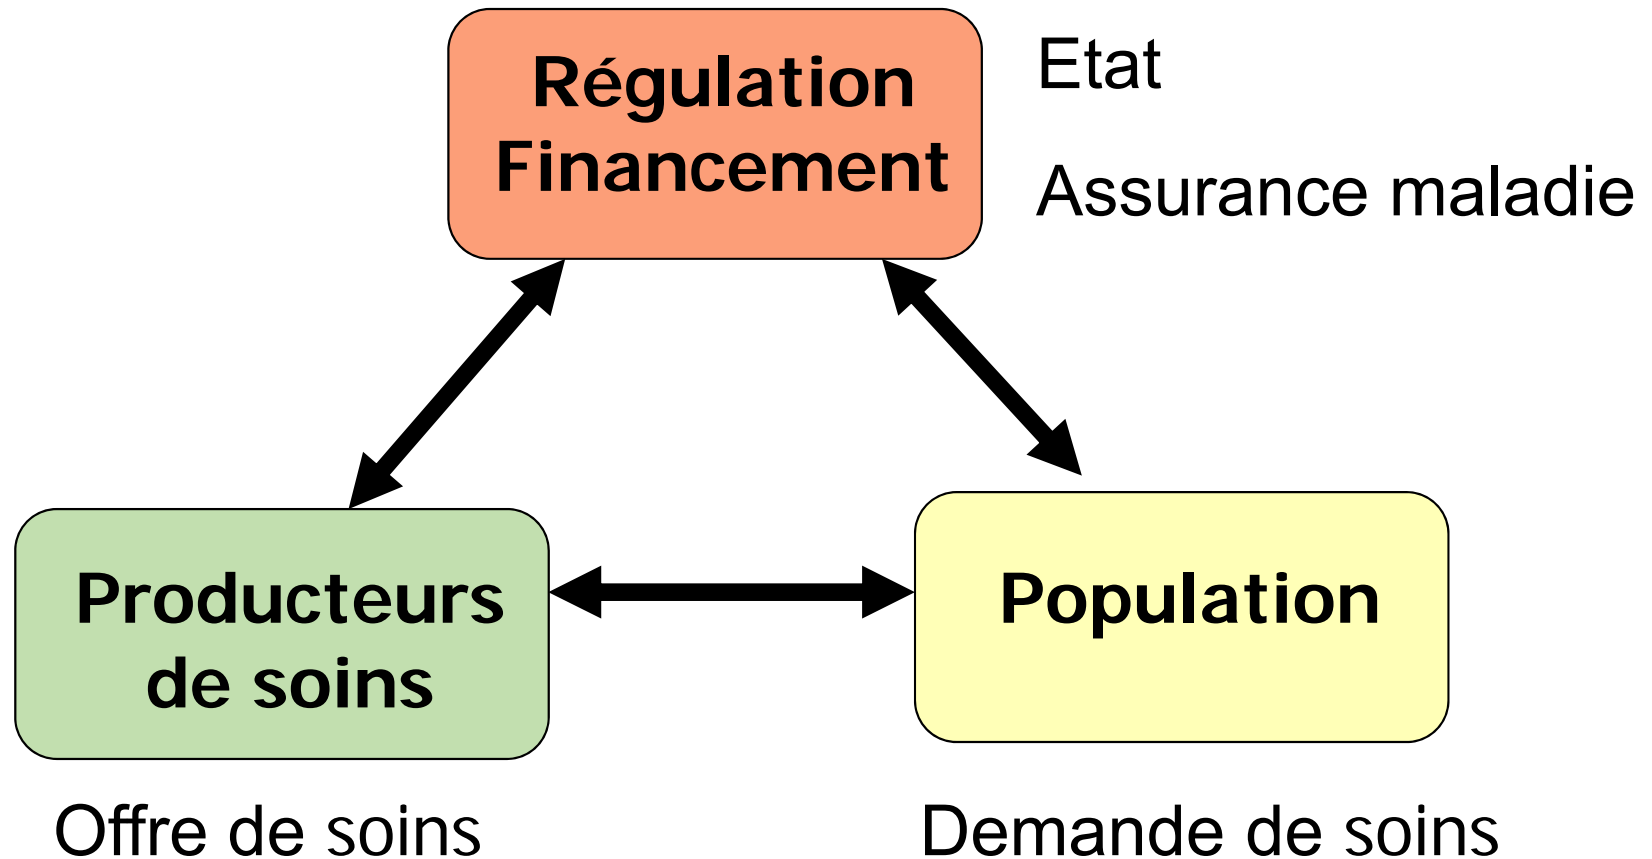 Régulation
Financement
Etat
Assurance maladie
Producteurs
de soins
Population
Offre de soins
Demande de soins